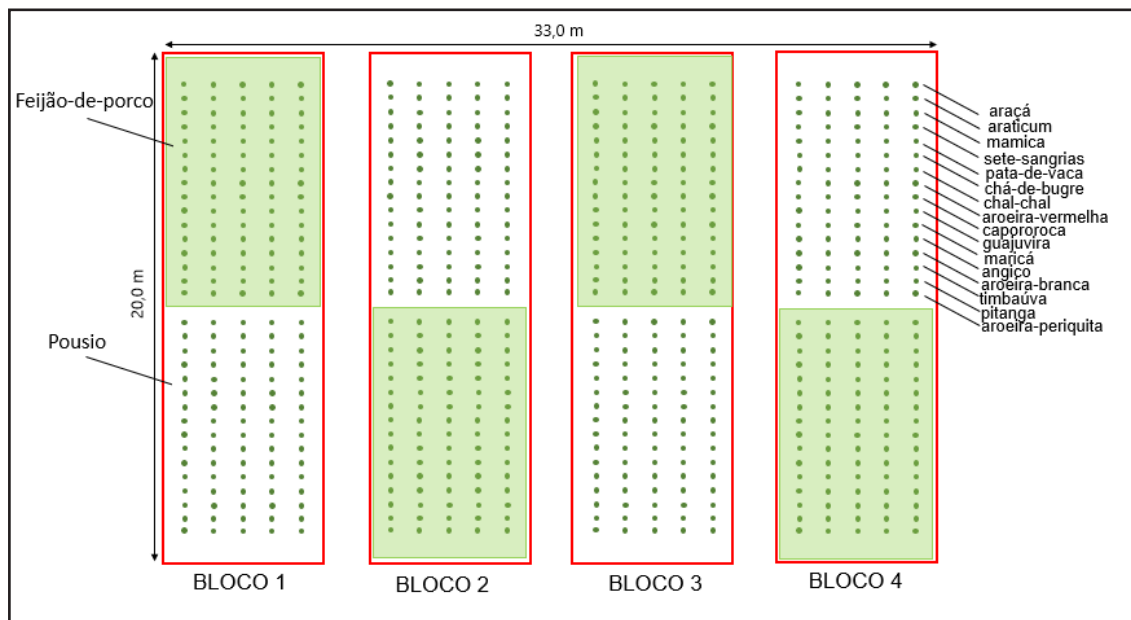 33,0 m
Feijão-de-porco
20,0 m
Pousio
araçá
araticum
mamica
sete-sangrias
pata-de-vaca
chá-de-bugre
chal-chal
aroeira-vermelha
capororoca
guajuvira
maricá
angico
aroeira-branca
timbaúva
pitanga
aroeira-periquita
BLOCO 1
BLOCO 2
BLOCO 3
BLOCO 4